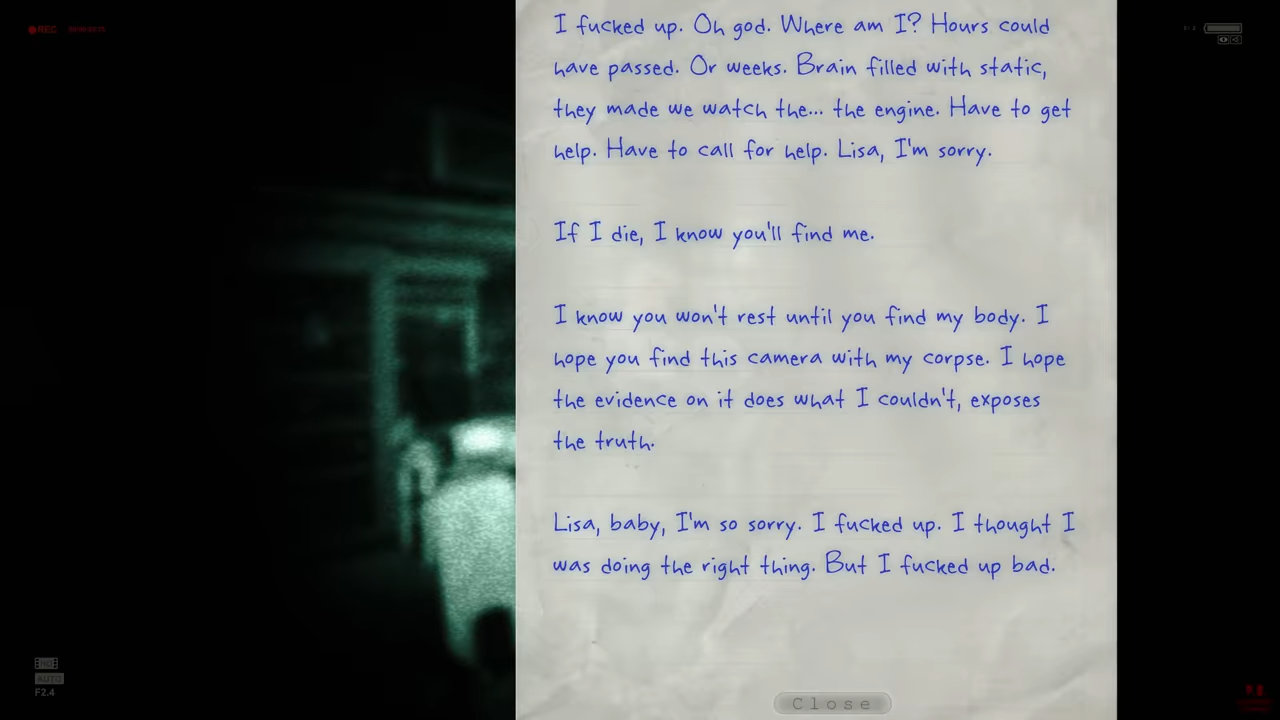 REC
I fucked up. Oh god. Where am I? Hours could
have passed. Or weeks. Brain filled with static,
they made we watch the... the engine. Have to get
help. Have to call for help. Lisa, I'm sorry.
If I die, I know you'll find me.
I know you won't rest until you find my body. I
hope you find this camera with my corpse. I hope
the evidence on it does what I couldn't, exposes
the truth.
Lisa, baby, I'm so sorry. I fucked up. I thought I
was doing the right thing. But I fucked up bad.
HD
AUTO
F2.4
Close